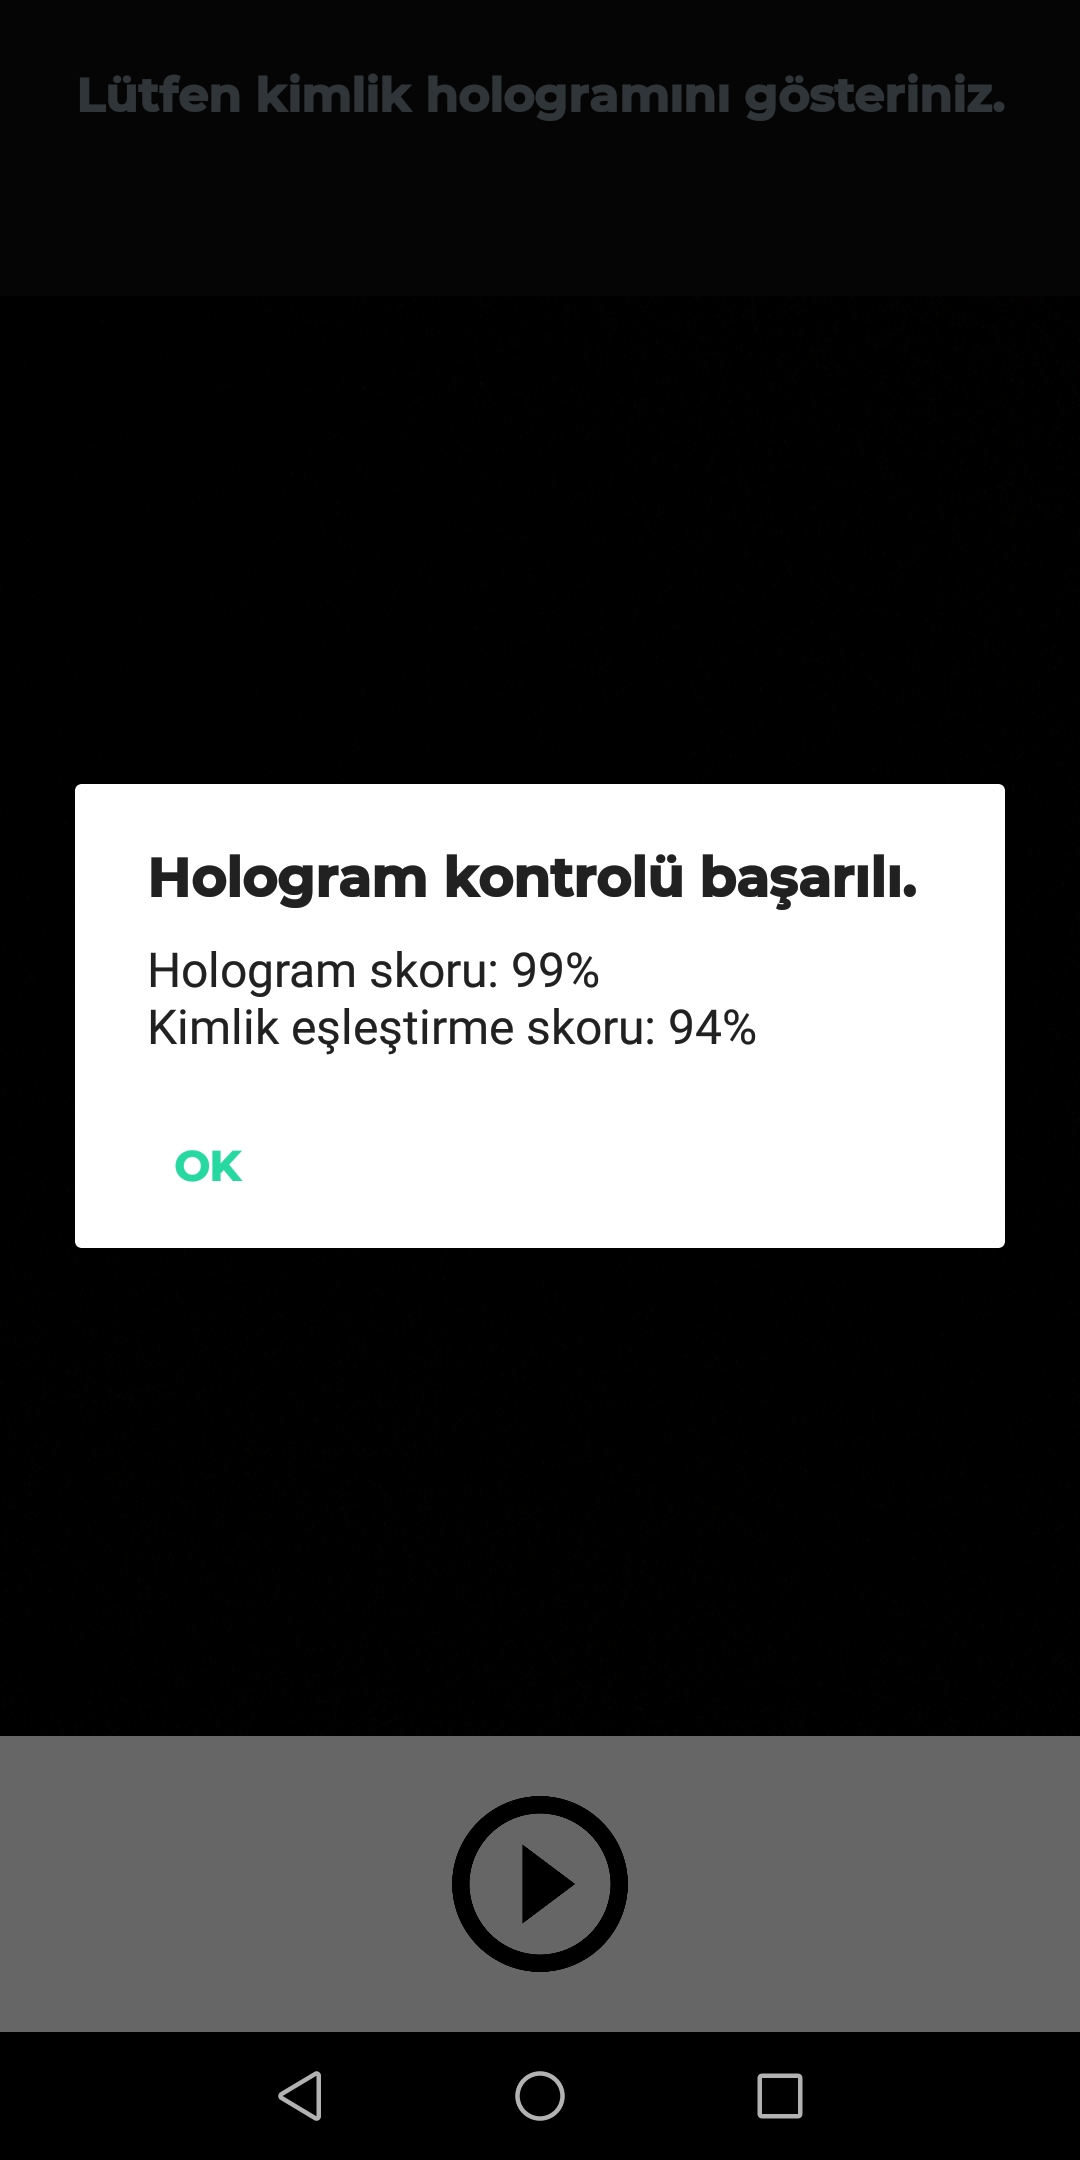 Lütfen kimlik hologramını gösteriniz.
Hologram kontrolü başarılı.
Hologram skoru: 99%
Kimlik eşleştirme skoru: 94%
OK